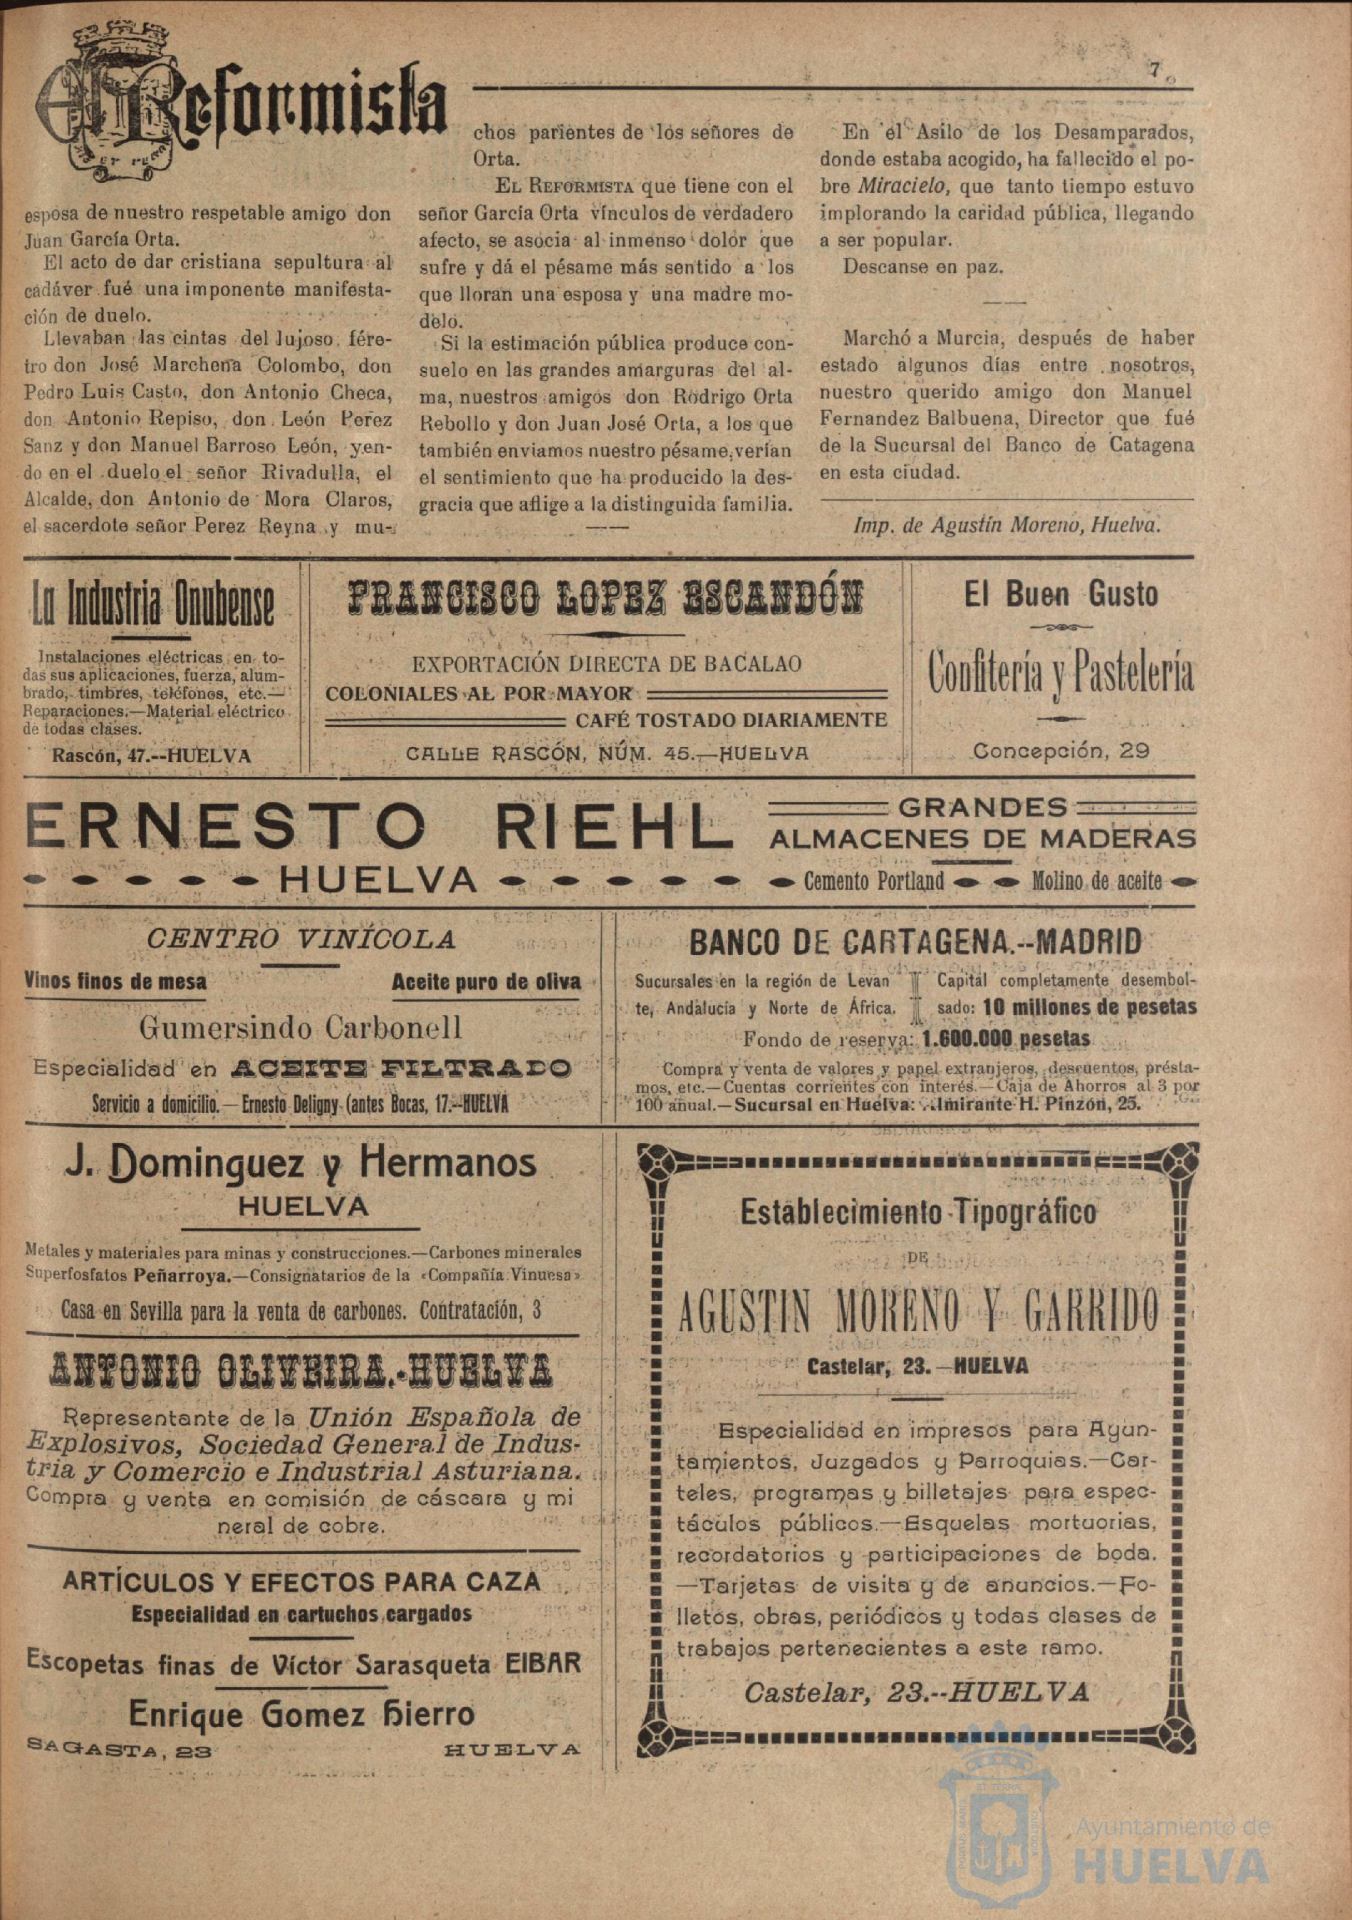 El Reformista
7
esposa de nuestro respetable amigo don
Juan García Orta.
El acto de dar cristiana sepultura al
cadáver fué una imponente manifesta-
ción de duelo.
Llevaban las cintas del lujoso fére-
tro don José Marchena Colombo, don
Pedro Luis Casto, don Antonio Checa,
don Antonio Repiso, don León Perez
Sanz y don Manuel Barroso León, yen-
do en el duelo el señor Rivadulla, el
Alcalde, don Antonio de Mora Claros,
el sacerdote señor Perez Reyna y mu-
chos parientes de los señores de
Orta.
EL REFORMISTA que tiene con el
señor García Orta vínculos de verdadero
afecto, se asocia al inmenso dolor que
sufre y dá el pésame más sentido a los
que lloran una esposa y una madre mo-
delo.
Si la estimación pública produce con-
suelo en las grandes amarguras del al-
ma, nuestros amigos don Rodrigo Orta
Rebollo y don Juan José Orta, a los que
también enviamos nuestro pésame, verían
el sentimiento que ha producido la des-
gracia que aflige a la distinguida familia.
En el Asilo de los Desamparados,
donde estaba acogido, ha fallecido el po-
bre Miracielo, que tanto tiempo estuvo
implorando la caridad pública, llegando
a ser popular.
Descanse en paz.
Marchó a Murcia, después de haber
estado algunos días entre nosotros,
nuestro querido amigo don Manuel
Fernandez Balbuena, Director que fué
de la Sucursal del Banco de Catagena
en esta ciudad.
Imp. de Agustín Moreno, Huelva.
La Industria Onubense
Instalaciones eléctricas en to-
das sus aplicaciones, fuerza, alum-
brado, timbres, teléfonos, etc.—
Reparaciones.—Material eléctrico
de todas clases.
Rascón, 47.--HUELVA
FRANCISCO LOPEZ ESCANDÓN
EXPORTACIÓN DIRECTA DE BACALAO
COLONIALES AL POR MAYOR
CAFÉ TOSTADO DIARIAMENTE
CALLE RASCÓN, NÚM. 45.—HUELVA
El Buen Gusto
Confitería y Pastelería
Concepción, 29
ERNESTO RIEHL
HUELVA
GRANDES
ALMACENES DE MADERAS
Cemento Portland
Molino de aceite
CENTRO VINÍCOLA
Vinos finos de mesa
Aceite puro de oliva
Gumersindo Carbonell
Especialidad en ACEITE FILTRADO
Servicio a domicilio.—Ernesto Deligny (antes Bocas, 17.--HUELVA
BANCO DE CARTAGENA.--MADRID
Sucursales en la región de Levan
te, Andalucía y Norte de África.
Capital completamente desembol-
sado: 10 millones de pesetas
Fondo de reserva: 1.600.000 pesetas
Compra y venta de valores y papel extranjeros, descuentos, présta-
mos, etc.—Cuentas corrientes con interés.—Caja de Ahorros al 3 por
100 anual.—Sucursal en Huelva: Almirante H. Pinzón, 25.
J. Dominguez y Hermanos
HUELVA
Metales y materiales para minas y construcciones.—Carbones minerales
Superfosfatos Peñarroya.—Consignatarios de la «Compañía Vinuesa»
Casa en Sevilla para la venta de carbones. Contratación, 3
ANTONIO OLIVEIRA.-HUELVA
Representante de la Unión Española de
Explosivos, Sociedad General de Indus-
tria y Comercio e Industrial Asturiana.
Compra y venta en comisión de cáscara y mi
neral de cobre.
ARTÍCULOS Y EFECTOS PARA CAZA
Especialidad en cartuchos cargados
Escopetas finas de Víctor Sarasqueta EIBAR
Enrique Gomez Hierro
SAGASTA, 23
HUELVA
Establecimiento Tipográfico
DE
AGUSTIN MORENO Y GARRIDO
Castelar, 23.—HUELVA
Especialidad en impresos para Ayun-
tamientos, Juzgados y Parroquias.—Car-
teles, programas y billetajes para espec-
táculos públicos.—Esquelas mortuorias,
recordatorios y participaciones de boda.
—Tarjetas de visita y de anuncios.—Fo-
lletos, obras, periódicos y todas clases de
trabajos pertenecientes a este ramo.
Castelar, 23.--HUELVA
Ayuntamiento de
HUELVA